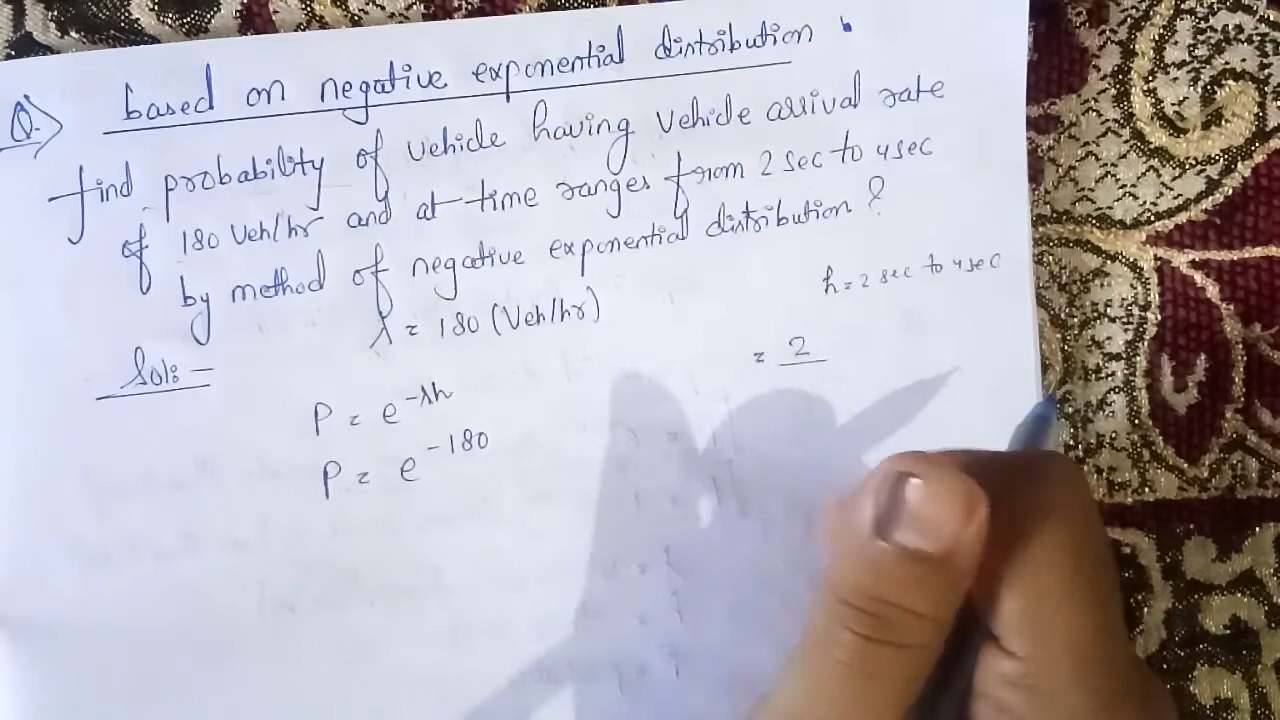 Q.> based on negative exponential distribution.
find probability of vehicle having vehicle arrival rate
of 180 Veh/hr and at time ranges from 2 sec to 4sec
by method of negative exponential distribution ?
Sol:- λ = 180 (Veh/hr)
h = 2 sec to 4sec
= 2
P = e^-λh
P = e^-180